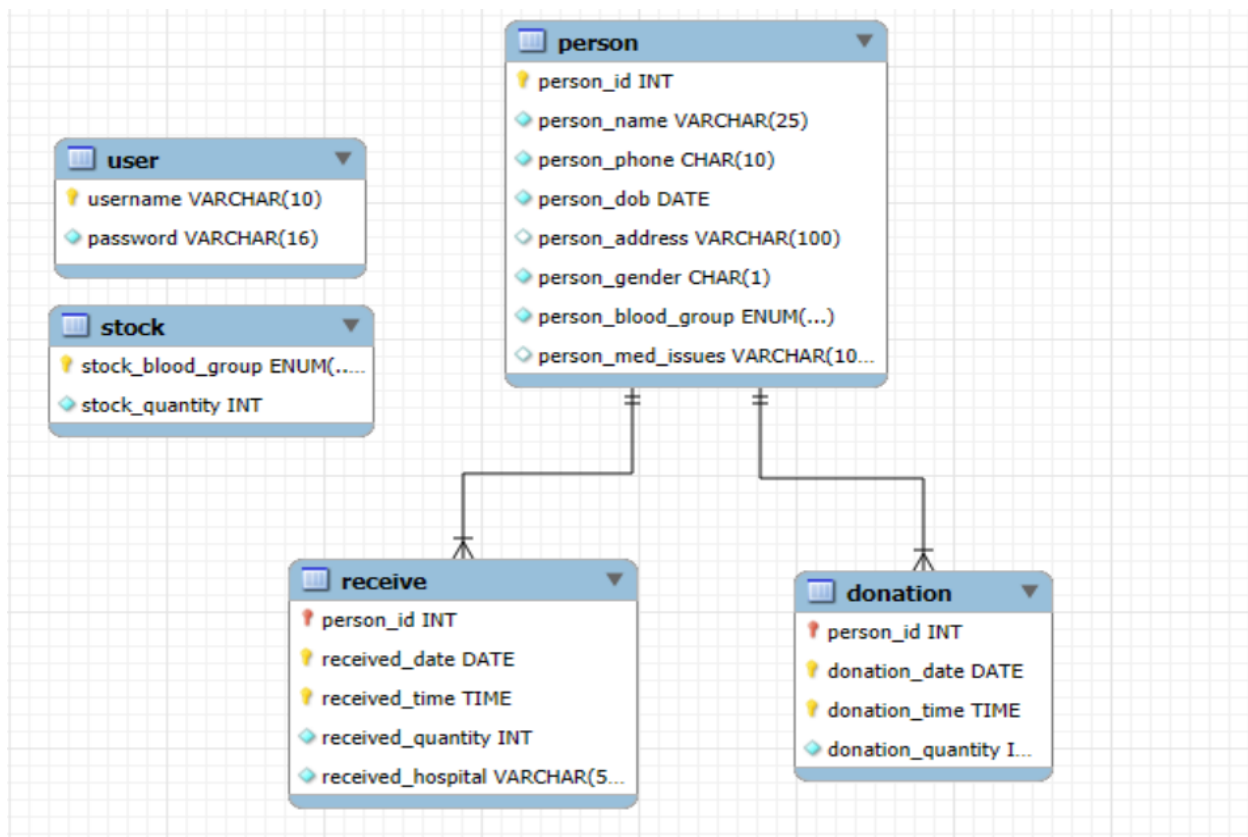 person
person_id INT
person_name VARCHAR(25)
person_phone CHAR(10)
person_dob DATE
person_address VARCHAR(100)
person_gender CHAR(1)
person_blood_group ENUM(...)
person_med_issues VARCHAR(10...
user
username VARCHAR(10)
password VARCHAR(16)
stock
stock_blood_group ENUM(.....
stock_quantity INT
receive
person_id INT
received_date DATE
received_time TIME
received_quantity INT
received_hospital VARCHAR(5...
donation
person_id INT
donation_date DATE
donation_time TIME
donation_quantity I...